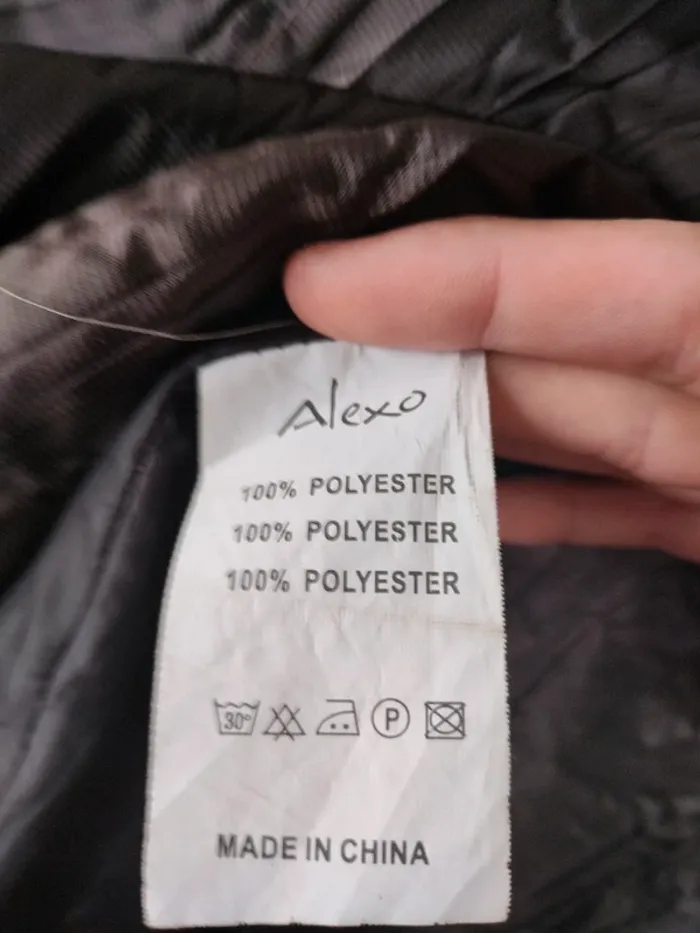 Alexo
100% POLYESTER
100% POLYESTER
100% POLYESTER
30° P
MADE IN CHINA